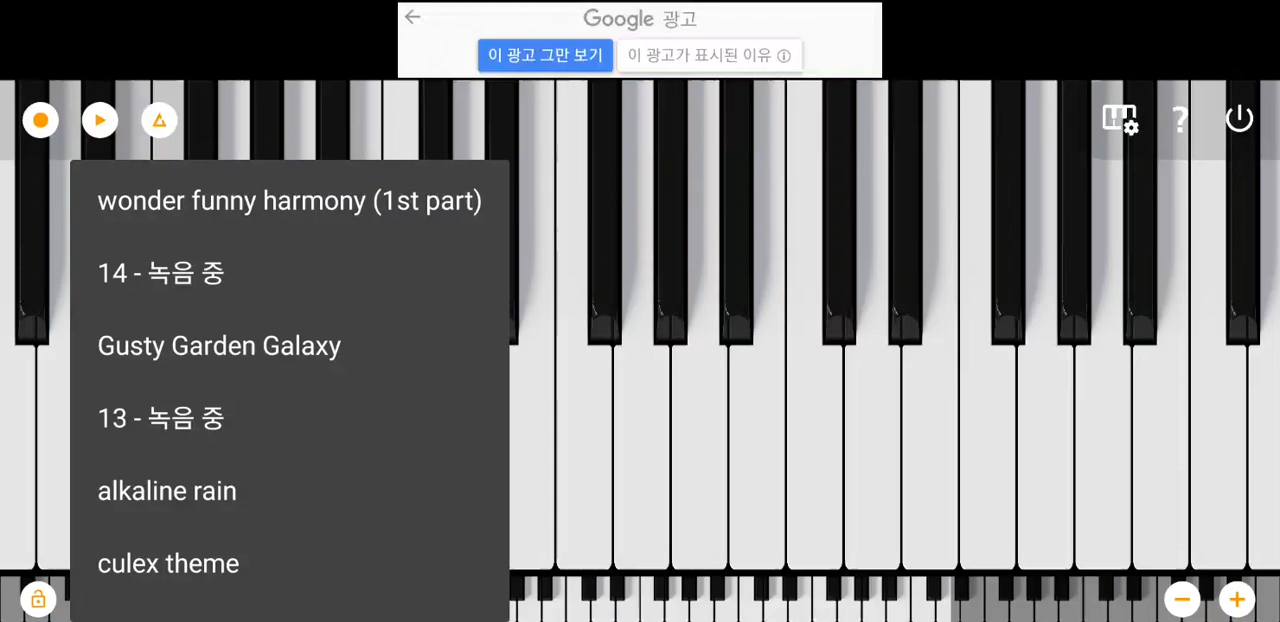 Google 광고
이 광고 그만 보기
이 광고가 표시된 이유
?
wonder funny harmony (1st part)
14 - 녹음 중
Gusty Garden Galaxy
13 - 녹음 중
alkaline rain
culex theme